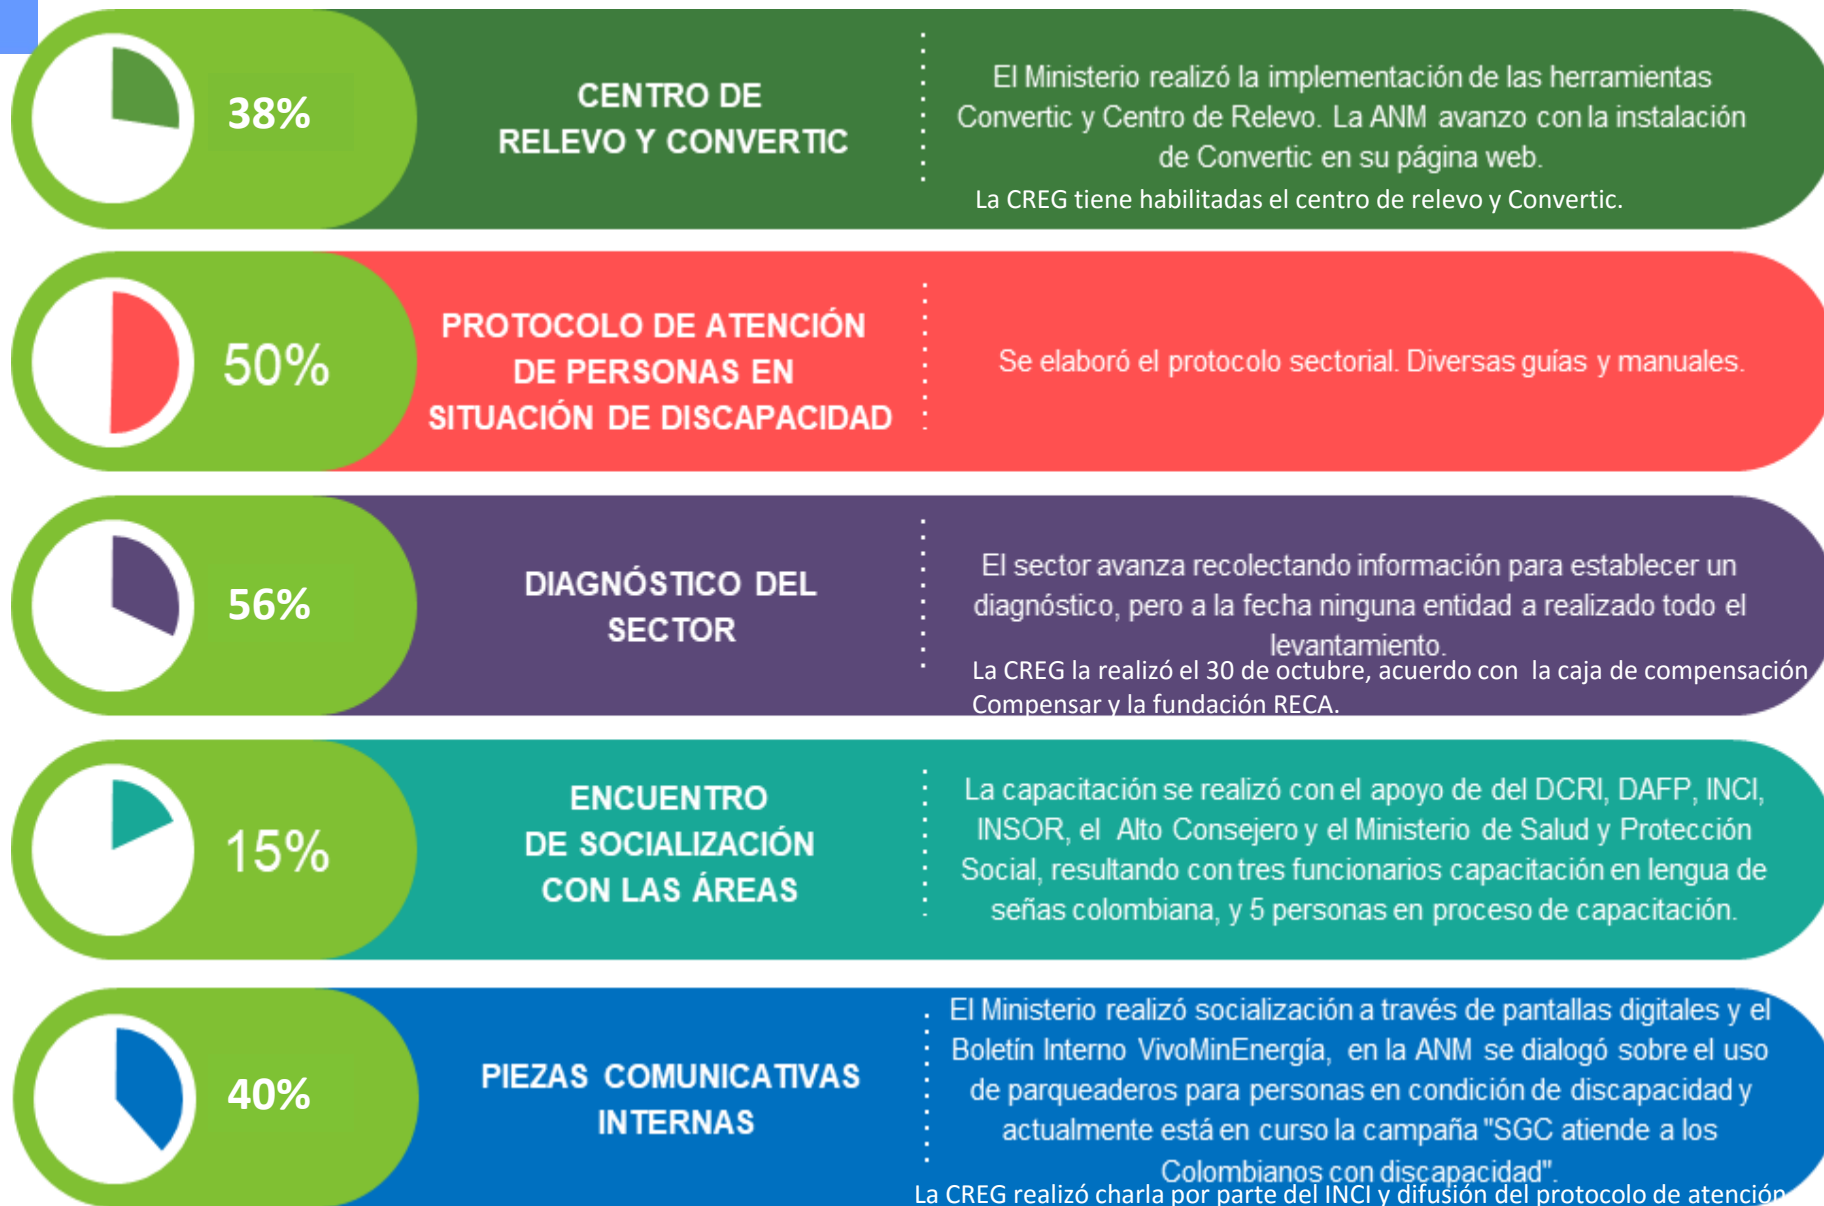 38%
CENTRO DE
RELEVO Y CONVERTIC
El Ministerio realizó la implementación de las herramientas
Convertic y Centro de Relevo. La ANM avanzo con la instalación
de Convertic en su página web.
La CREG tiene habilitadas el centro de relevo y Convertic.
50%
PROTOCOLO DE ATENCIÓN
DE PERSONAS EN
SITUACIÓN DE DISCAPACIDAD
Se elaboró el protocolo sectorial. Diversas guías y manuales.
56%
DIAGNÓSTICO DEL
SECTOR
El sector avanza recolectando información para establecer un
diagnóstico, pero a la fecha ninguna entidad a realizado todo el
levantamiento.
La CREG la realizó el 30 de octubre, acuerdo con la caja de compensación
Compensar y la fundación RECA.
15%
ENCUENTRO
DE SOCIALIZACIÓN
CON LAS ÁREAS
La capacitación se realizó con el apoyo de del DCRI, DAFP, INCI,
INSOR, el Alto Consejero y el Ministerio de Salud y Protección
Social, resultando con tres funcionarios capacitación en lengua de
señas colombiana, y 5 personas en proceso de capacitación.
40%
PIEZAS COMUNICATIVAS
INTERNAS
El Ministerio realizó socialización a través de pantallas digitales y el
Boletín Interno VivoMinEnergía, en la ANM se dialogó sobre el uso
de parqueaderos para personas en condición de discapacidad y
actualmente está en curso la campaña "SGC atiende a los
Colombianos con discapacidad".
La CREG realizó charla por parte del INCI y difusión del protocolo de atención